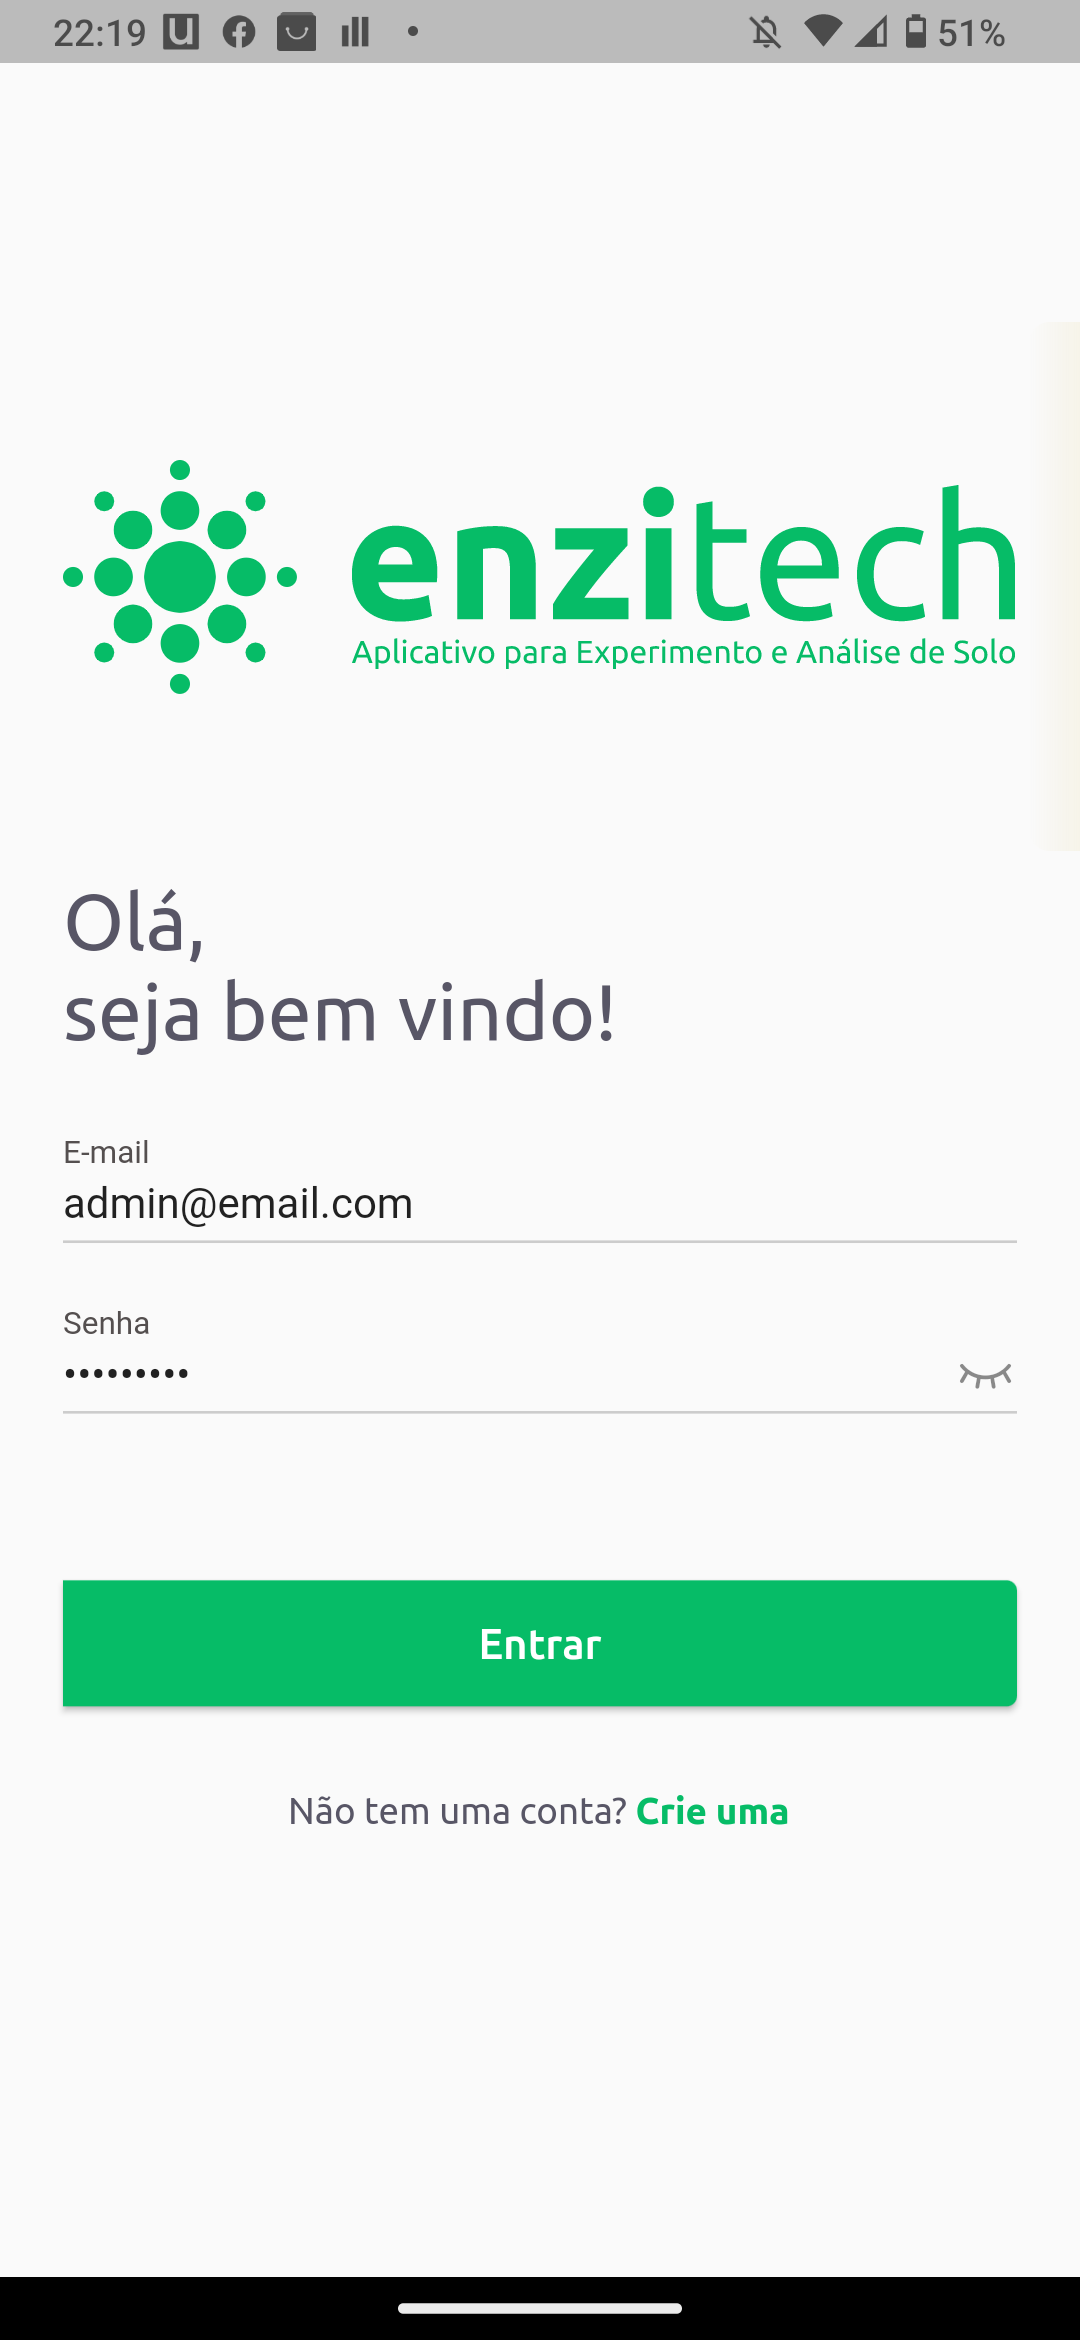 22:19
51%
enzitech
Aplicativo para Experimento e Análise de Solo
Olá,
seja bem vindo!
E-mail
admin@email.com
Senha
•••••••••
Entrar
Não tem uma conta? Crie uma